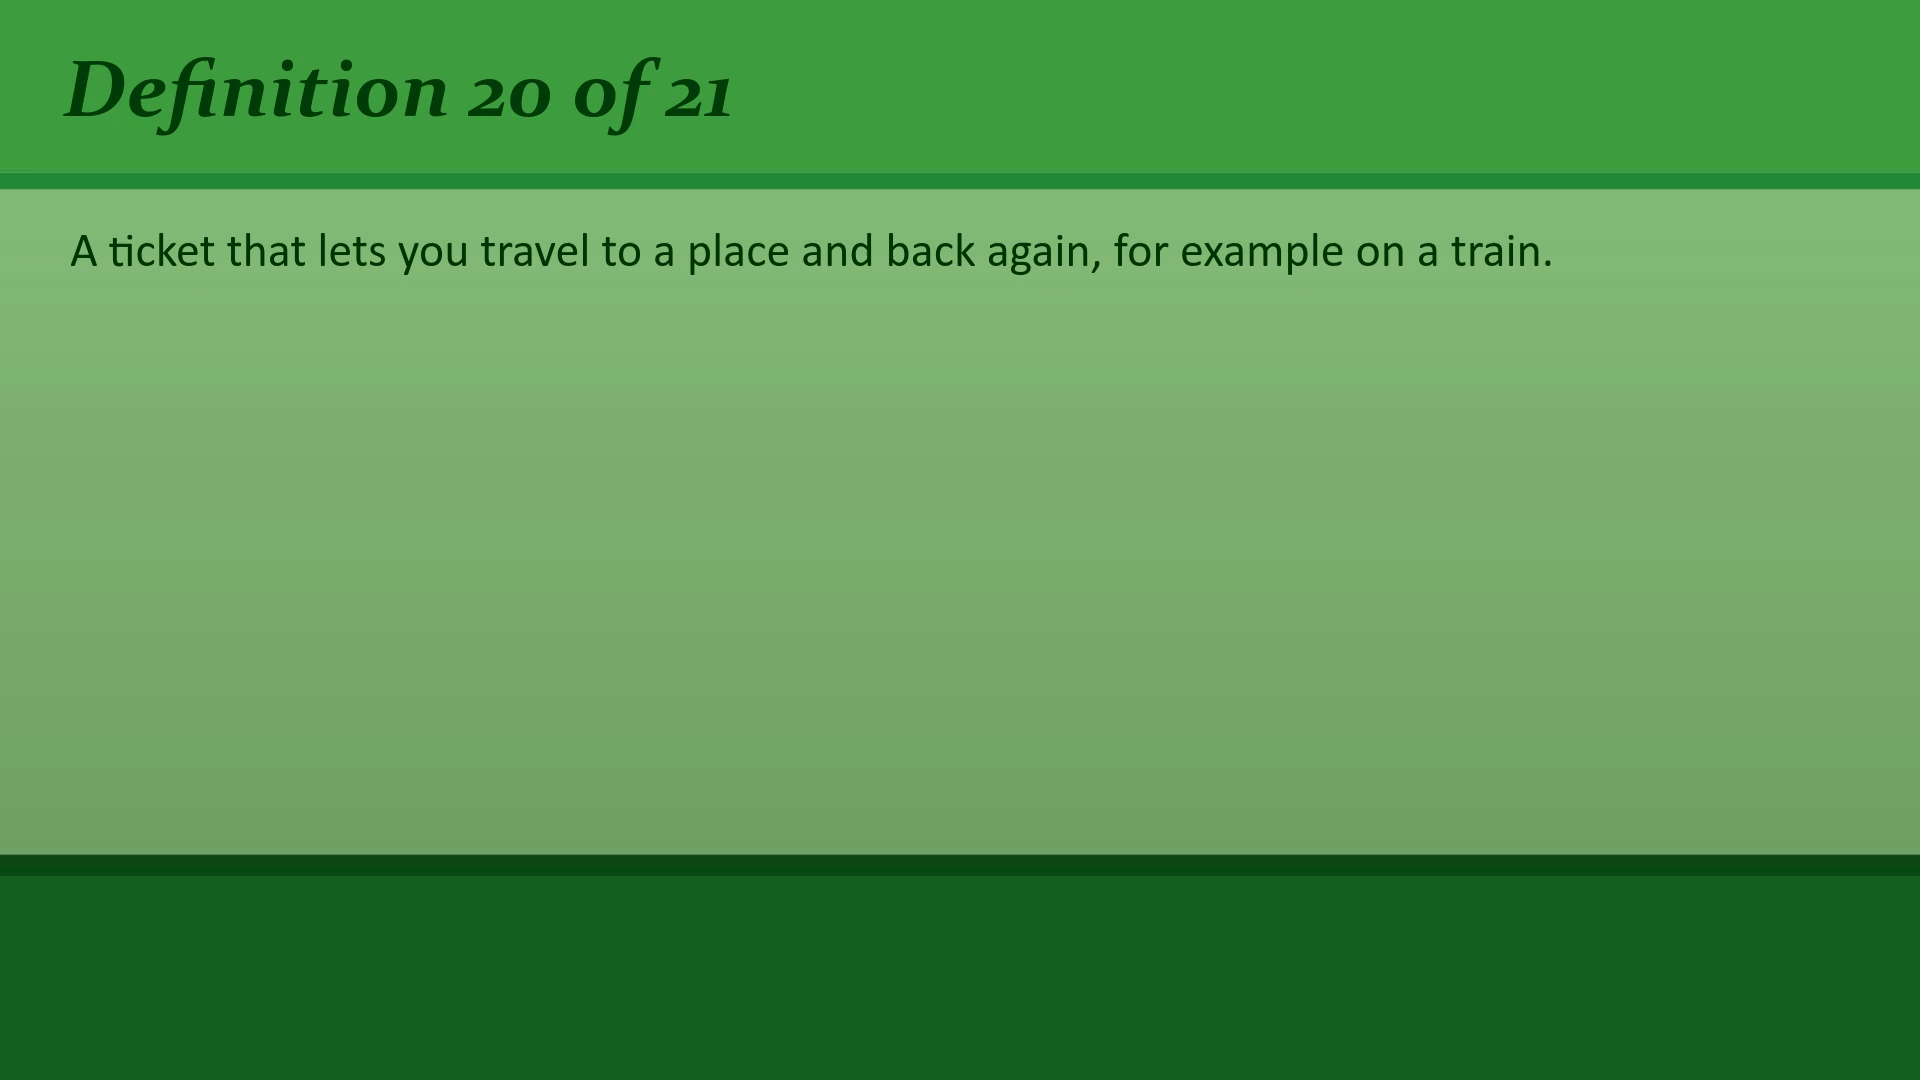 Definition 20 of 21
A ticket that lets you travel to a place and back again, for example on a train.